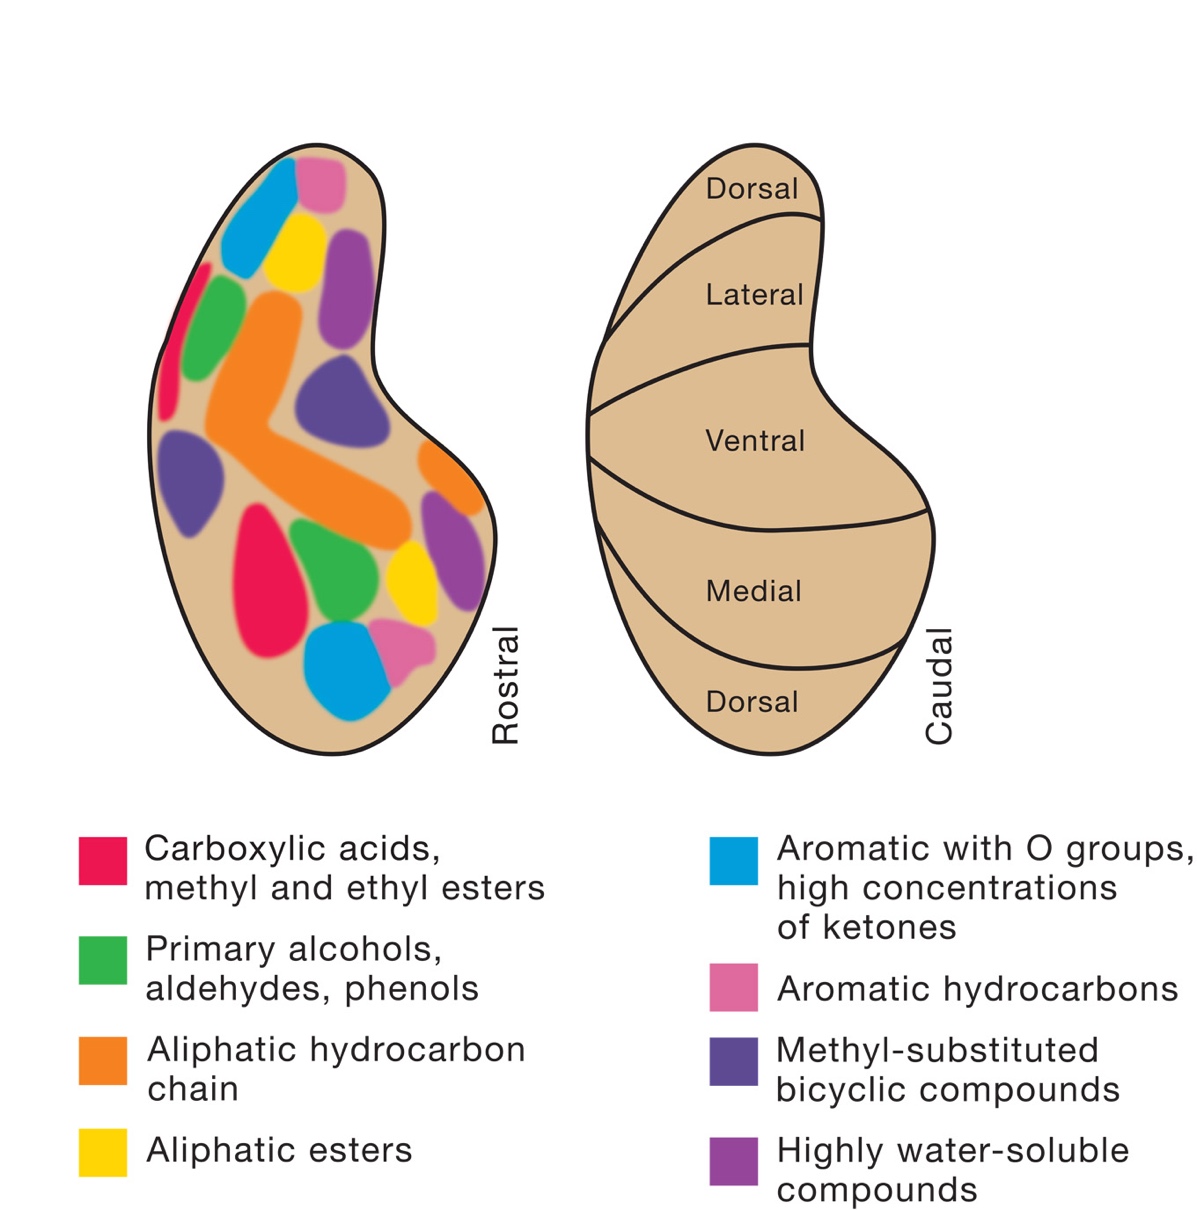 Dorsal
Lateral
Ventral
Medial
Dorsal
Rostral
Caudal
Carboxylic acids,
methyl and ethyl esters
Primary alcohols,
aldehydes, phenols
Aliphatic hydrocarbon
chain
Aliphatic esters
Aromatic with O groups,
high concentrations
of ketones
Aromatic hydrocarbons
Methyl-substituted
bicyclic compounds
Highly water-soluble
compounds